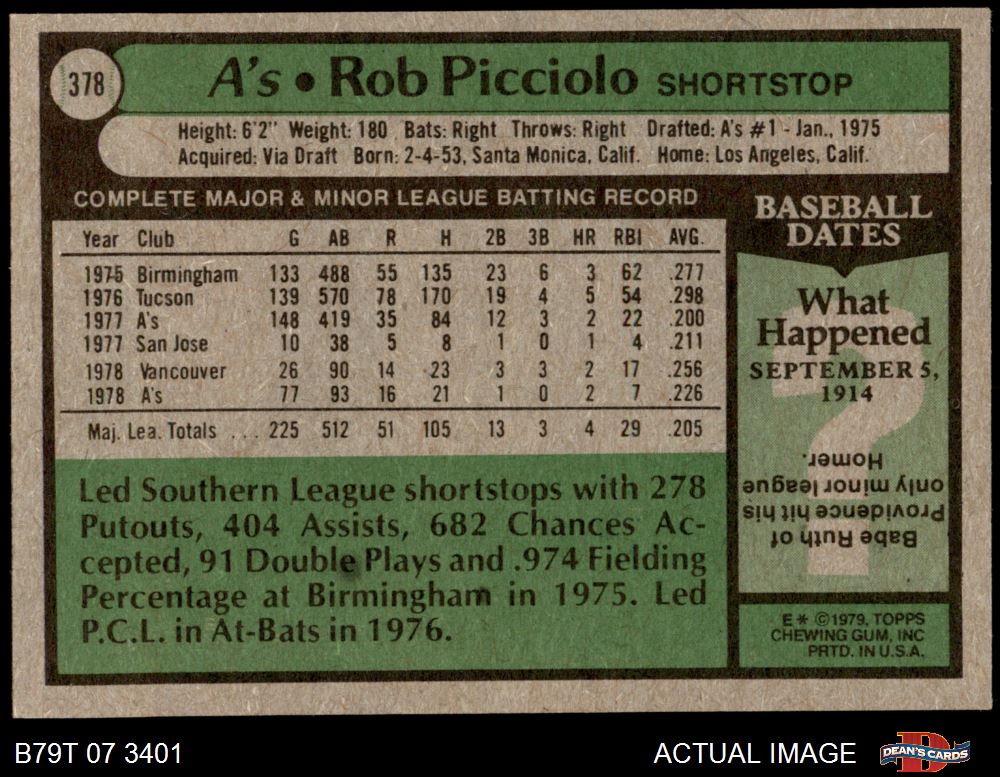 378
A's • Rob Picciolo SHORTSTOP
Height: 6'2" Weight: 180 Bats: Right Throws: Right Drafted: A's #1 - Jan., 1975
Acquired: Via Draft Born: 2-4-53, Santa Monica, Calif. Home: Los Angeles, Calif.
COMPLETE MAJOR & MINOR LEAGUE BATTING RECORD
Year Club G AB R H 2B 3B HR RBI AVG.
1975 Birmingham 133 488 55 135 23 6 3 62 .277
1976 Tucson 139 570 78 170 19 4 5 54 .298
1977 A's 148 419 35 84 12 3 2 22 .200
1977 San Jose 10 38 5 8 1 0 1 4 .211
1978 Vancouver 26 90 14 23 3 3 2 17 .256
1978 A's 77 93 16 21 1 0 2 7 .226
Maj. Lea. Totals ... 225 512 51 105 13 3 4 29 .205
Led Southern League shortstops with 278
Putouts, 404 Assists, 682 Chances Ac-
cepted, 91 Double Plays and .974 Fielding
Percentage at Birmingham in 1975. Led
P.C.L. in At-Bats in 1976.
BASEBALL
DATES
What
Happened
SEPTEMBER 5,
1914
?
Babe Ruth of
Providence hit his
only minor league
Homer.
E* ©1979, TOPPS
CHEWING GUM, INC
PRTD. IN U.S.A.
B79T 07 3401
ACTUAL IMAGE
D
DEAN'S CARDS